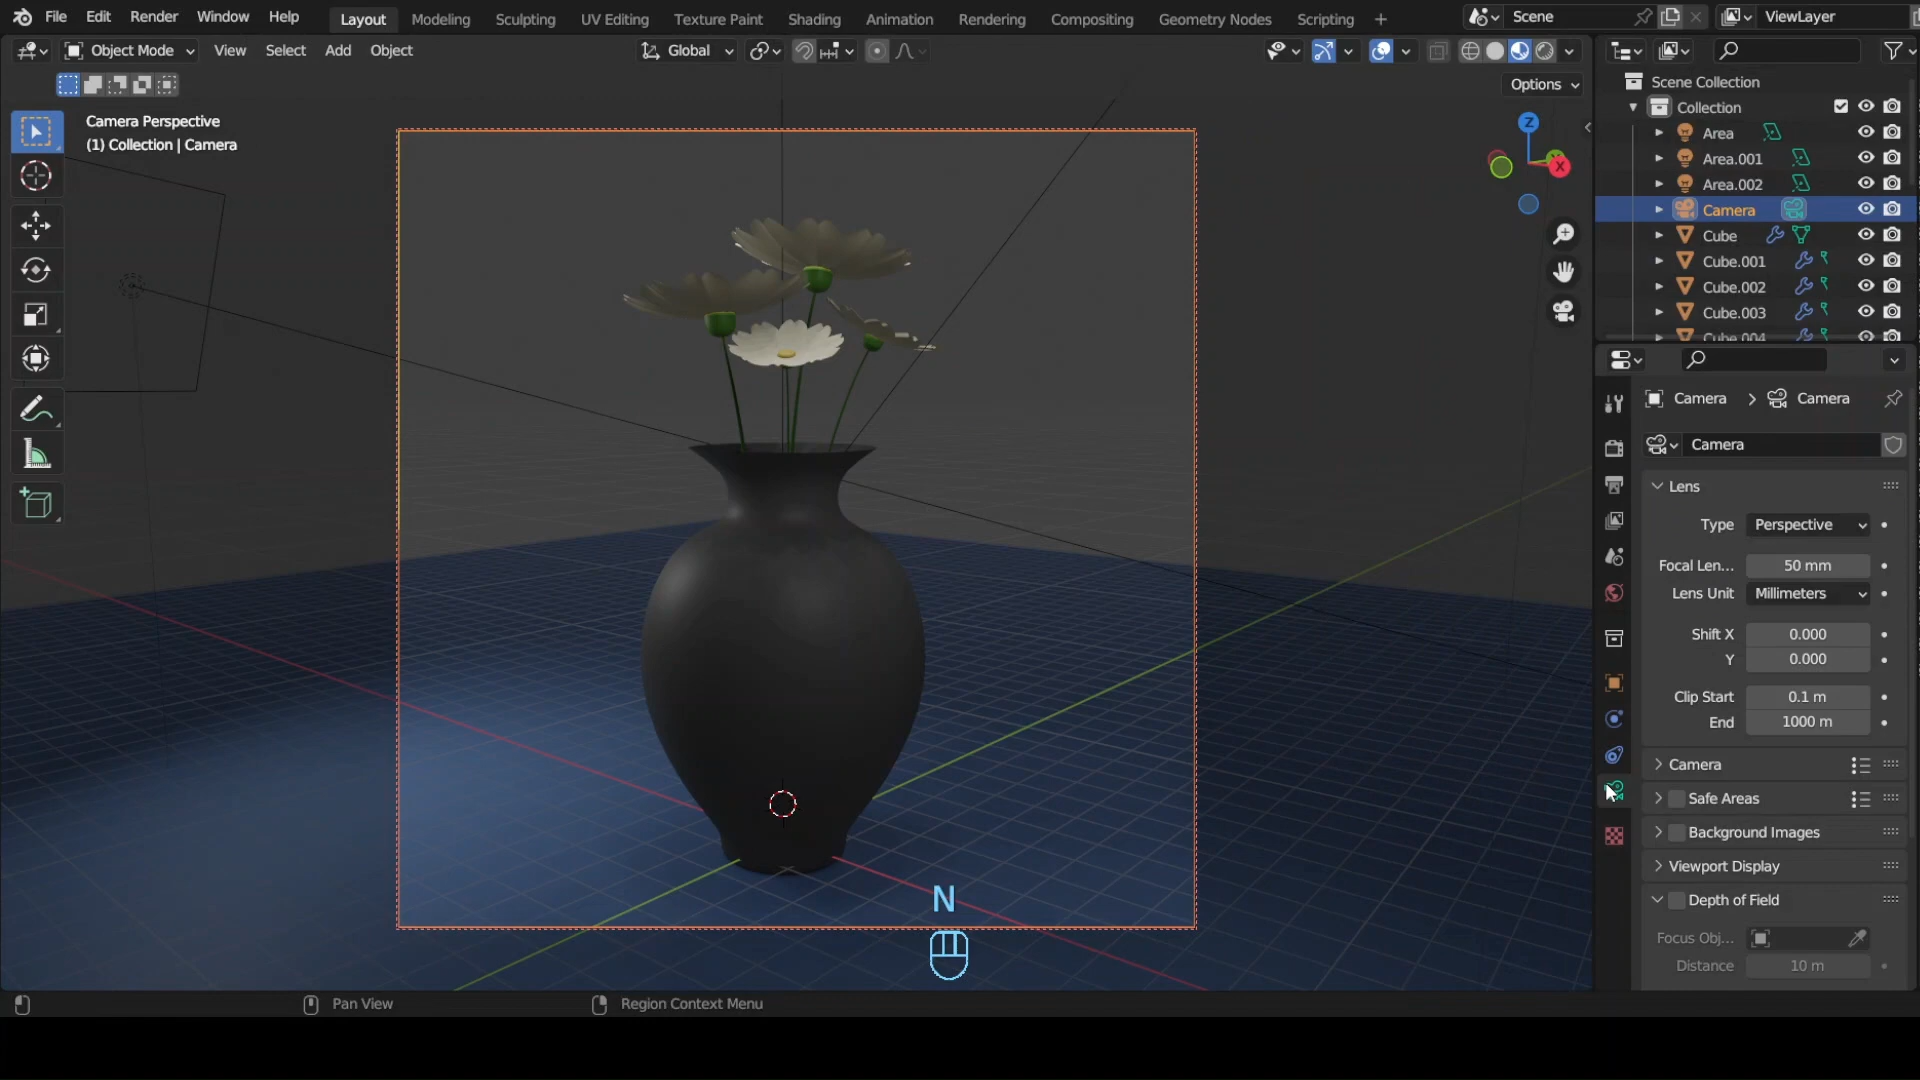 File Edit Render Window Help Layout Modeling Sculpting UV Editing Texture Paint Shading Animation Rendering Compositing Geometry Nodes Scripting + Scene ViewLayer
Object Mode View Select Add Object Global
Options
Camera Perspective
(1) Collection | Camera
Z
X
N
Scene Collection
Collection
Area
Area.001
Area.002
Camera
Cube
Cube.001
Cube.002
Cube.003
Cube.004
Camera > Camera
Camera
Lens
Type Perspective
Focal Len... 50 mm
Lens Unit Millimeters
Shift X 0.000
Y 0.000
Clip Start 0.1 m
End 1000 m
Camera
Safe Areas
Background Images
Viewport Display
Depth of Field
Focus Obj...
Distance 10 m
Pan View Region Context Menu